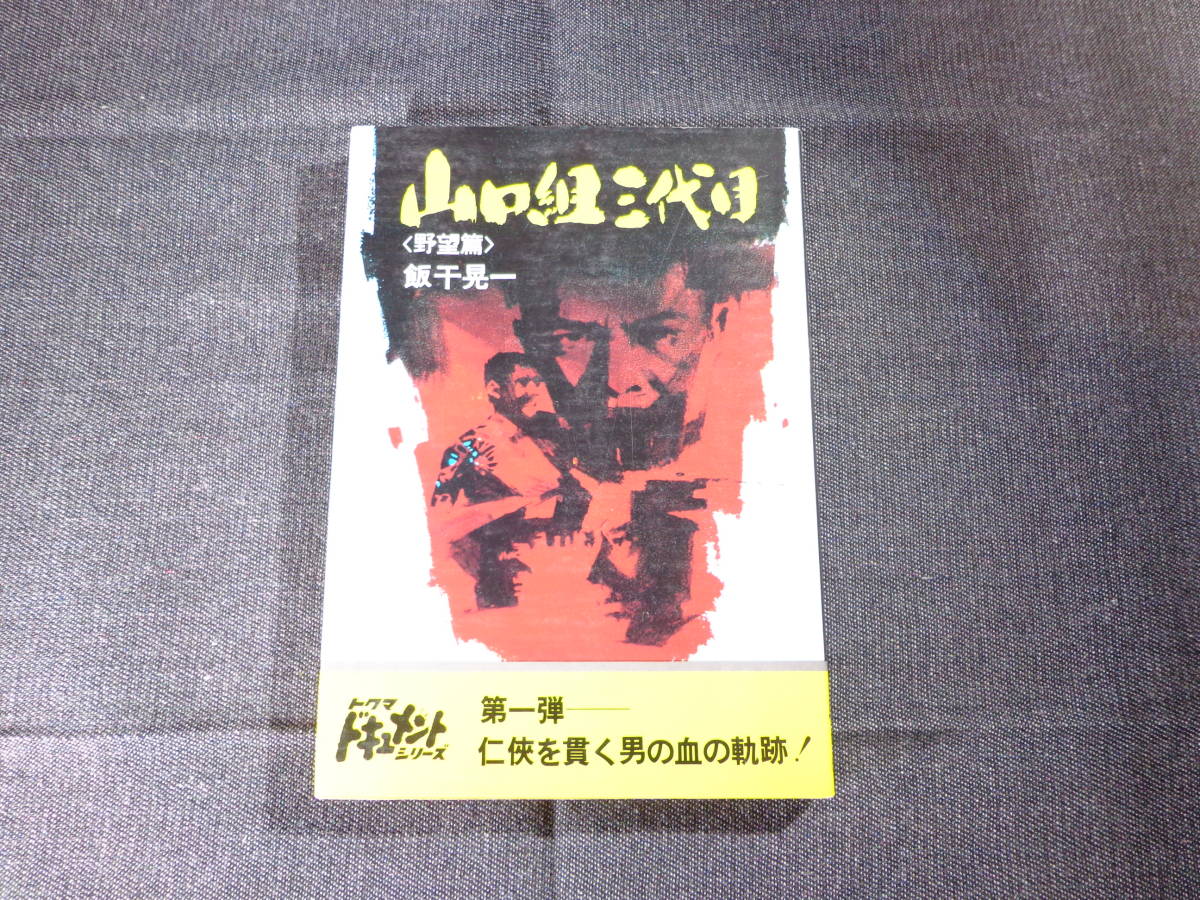 山口組三代目
〈野望篇〉
飯干晃一
トクマ
ドキュメント
シリーズ
第一弾──
仁俠を貫く男の血の軌跡!